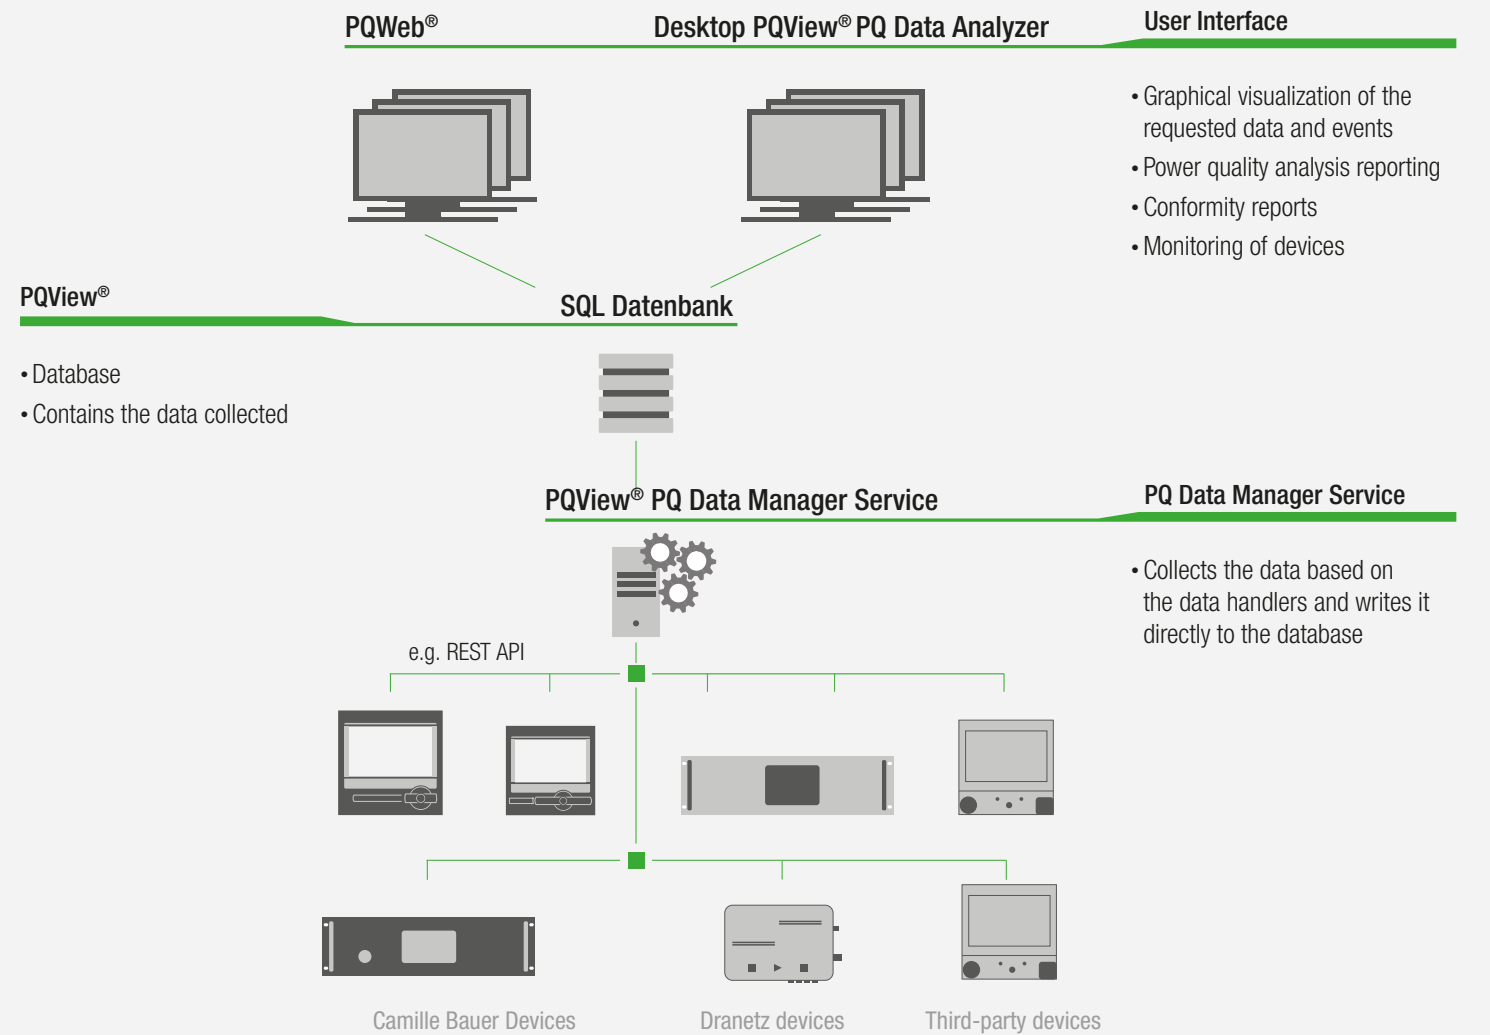 PQWeb®
Desktop PQView® PQ Data Analyzer
User Interface
• Graphical visualization of the
requested data and events
• Power quality analysis reporting
• Conformity reports
• Monitoring of devices
PQView®
SQL Datenbank
• Database
• Contains the data collected
PQView® PQ Data Manager Service
PQ Data Manager Service
• Collects the data based on
the data handlers and writes it
directly to the database
e.g. REST API
Camille Bauer Devices
Dranetz devices
Third-party devices